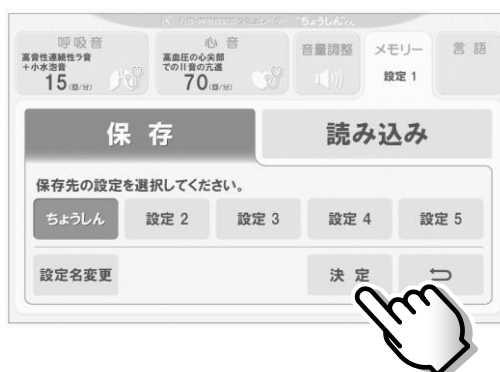 "ちょうしん"
呼吸音
高音性連続性ラ音
+小水泡音
15(回/分)
心音
高血圧の心尖部
でのII音の亢進
70(回/分)
音量調整
メモリー
設定 1
言語
保存
読み込み
保存先の設定を選択してください。
ちょうしん
設定 2
設定 3
設定 4
設定 5
設定名変更
決定